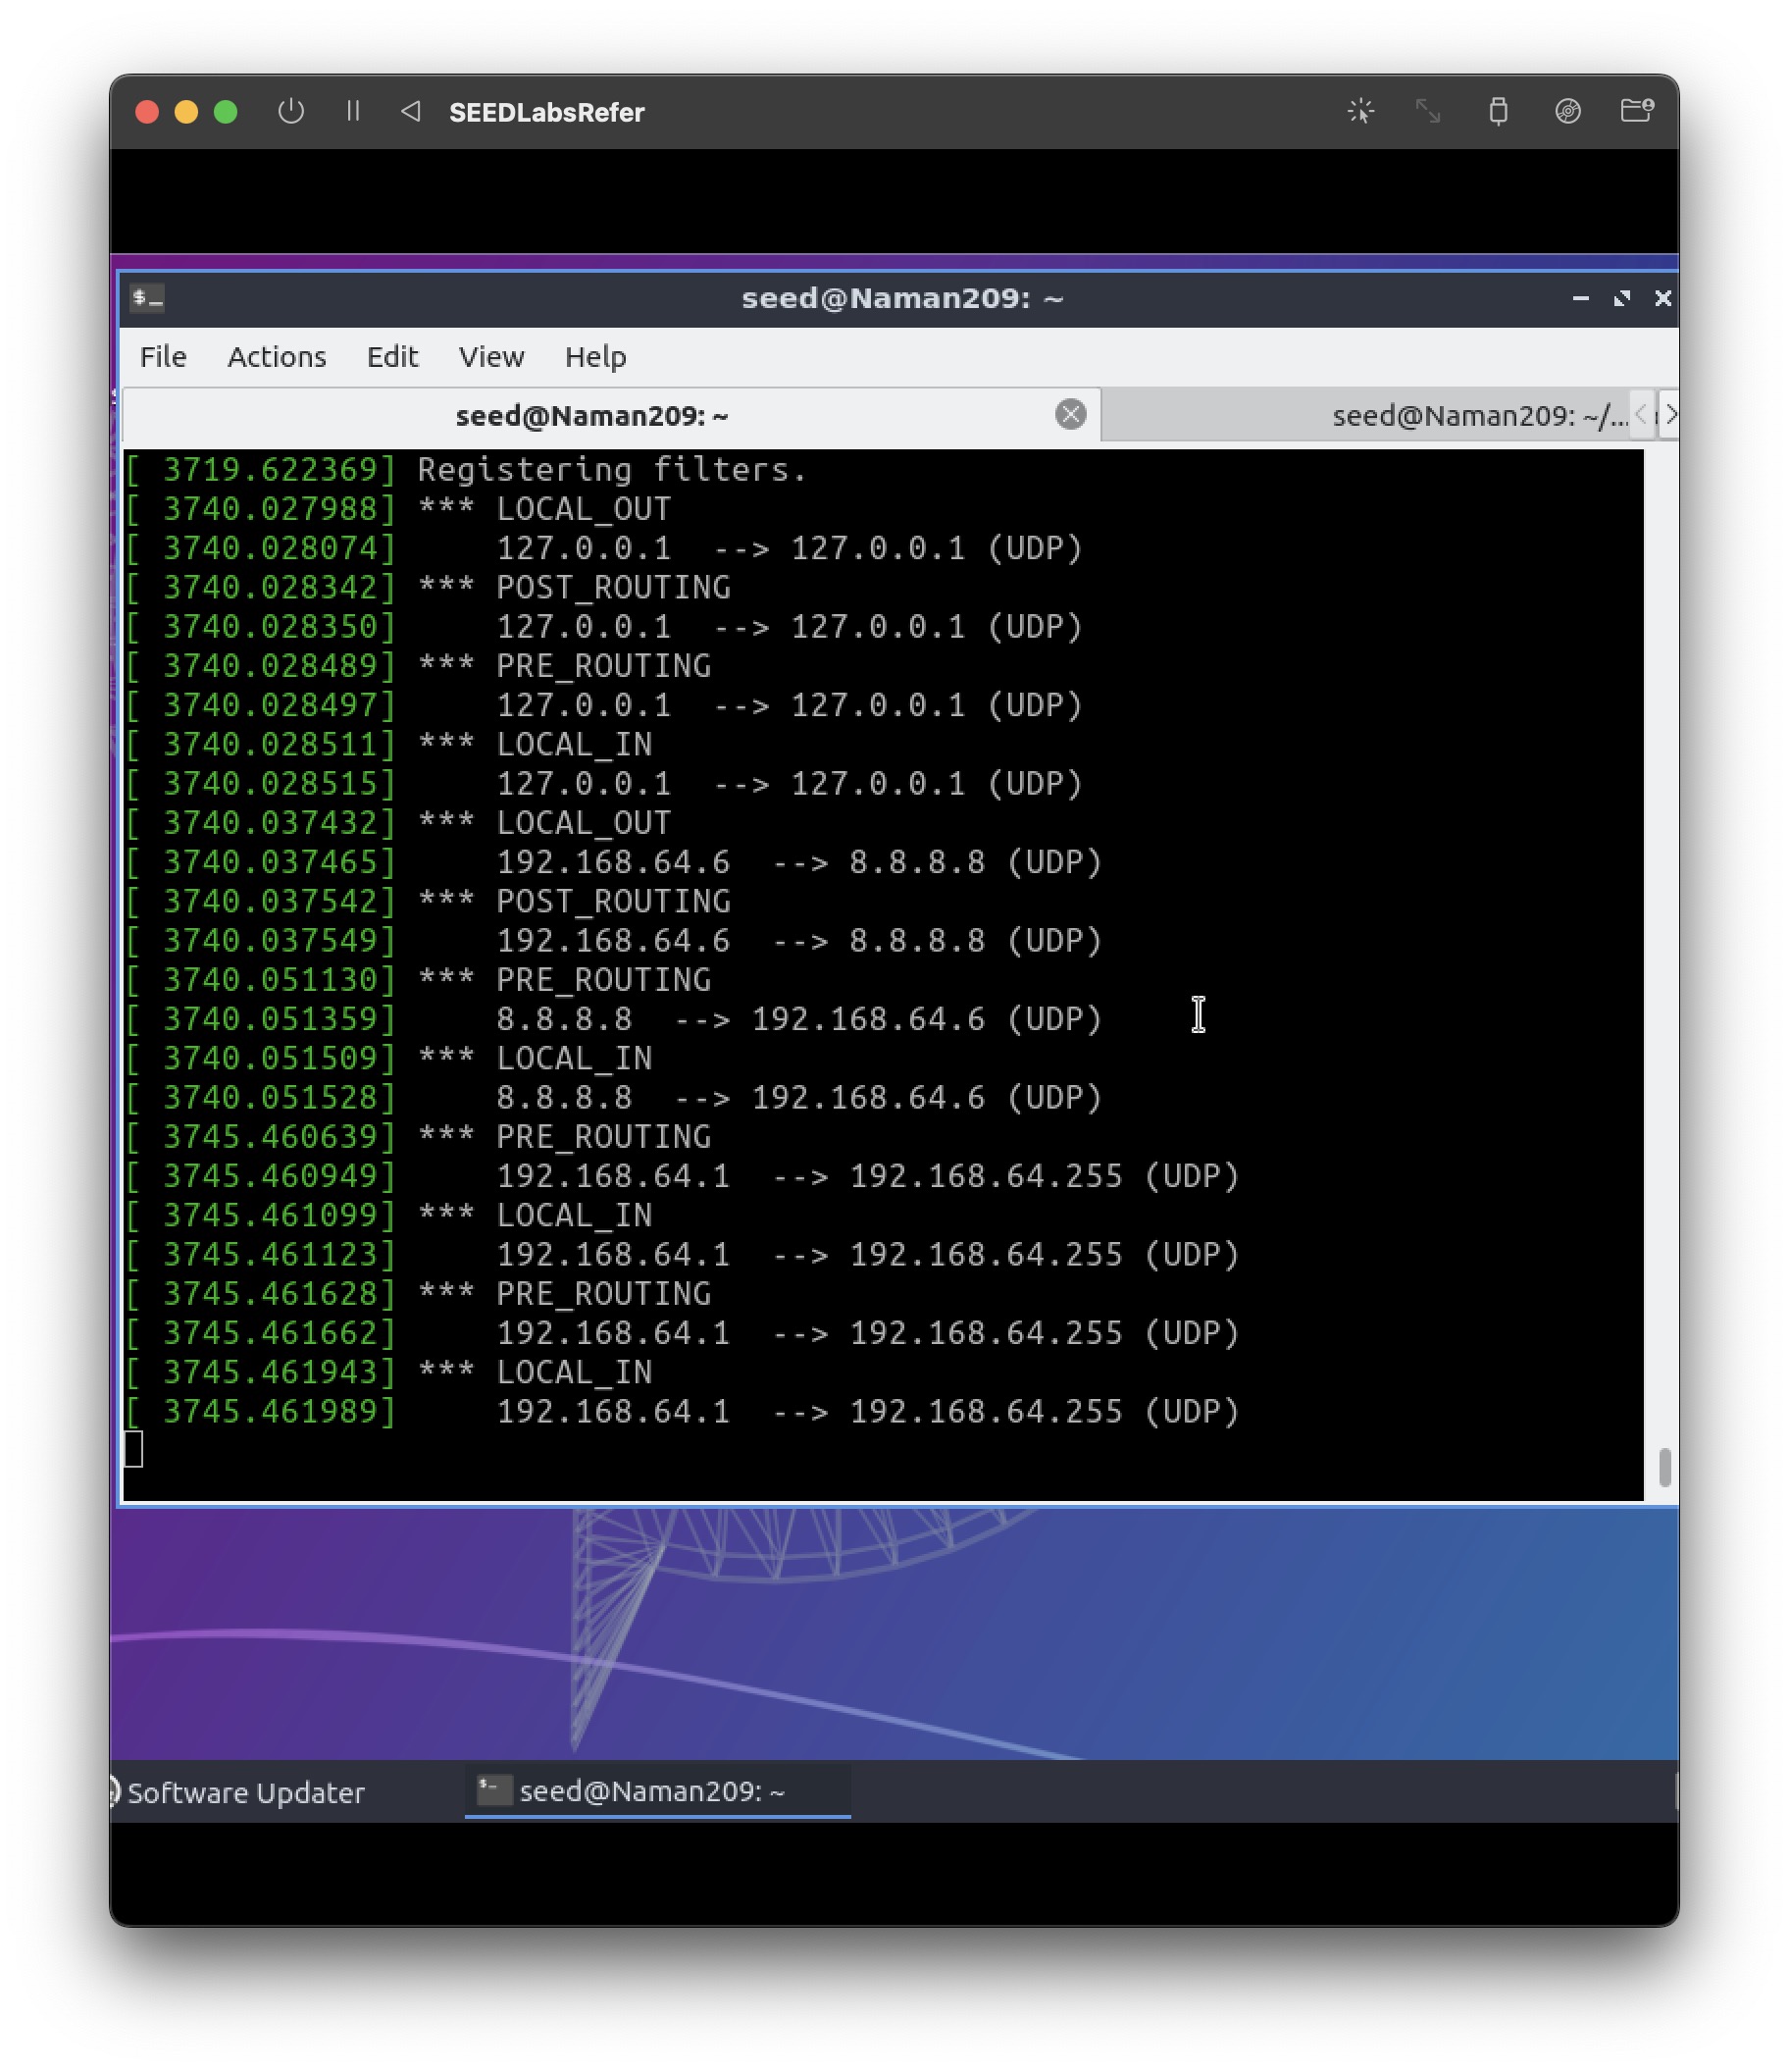 SEEDLabsRefer
seed@Naman209: ~
File Actions Edit View Help
seed@Naman209: ~ seed@Naman209: ~/...
[ 3719.622369] Registering filters.
[ 3740.027988] *** LOCAL_OUT
[ 3740.028074]     127.0.0.1  --> 127.0.0.1 (UDP)
[ 3740.028342] *** POST_ROUTING
[ 3740.028350]     127.0.0.1  --> 127.0.0.1 (UDP)
[ 3740.028489] *** PRE_ROUTING
[ 3740.028497]     127.0.0.1  --> 127.0.0.1 (UDP)
[ 3740.028511] *** LOCAL_IN
[ 3740.028515]     127.0.0.1  --> 127.0.0.1 (UDP)
[ 3740.037432] *** LOCAL_OUT
[ 3740.037465]     192.168.64.6  --> 8.8.8.8 (UDP)
[ 3740.037542] *** POST_ROUTING
[ 3740.037549]     192.168.64.6  --> 8.8.8.8 (UDP)
[ 3740.051130] *** PRE_ROUTING
[ 3740.051359]     8.8.8.8  --> 192.168.64.6 (UDP)
[ 3740.051509] *** LOCAL_IN
[ 3740.051528]     8.8.8.8  --> 192.168.64.6 (UDP)
[ 3745.460639] *** PRE_ROUTING
[ 3745.460949]     192.168.64.1  --> 192.168.64.255 (UDP)
[ 3745.461099] *** LOCAL_IN
[ 3745.461123]     192.168.64.1  --> 192.168.64.255 (UDP)
[ 3745.461628] *** PRE_ROUTING
[ 3745.461662]     192.168.64.1  --> 192.168.64.255 (UDP)
[ 3745.461943] *** LOCAL_IN
[ 3745.461989]     192.168.64.1  --> 192.168.64.255 (UDP)
Software Updater seed@Naman209: ~